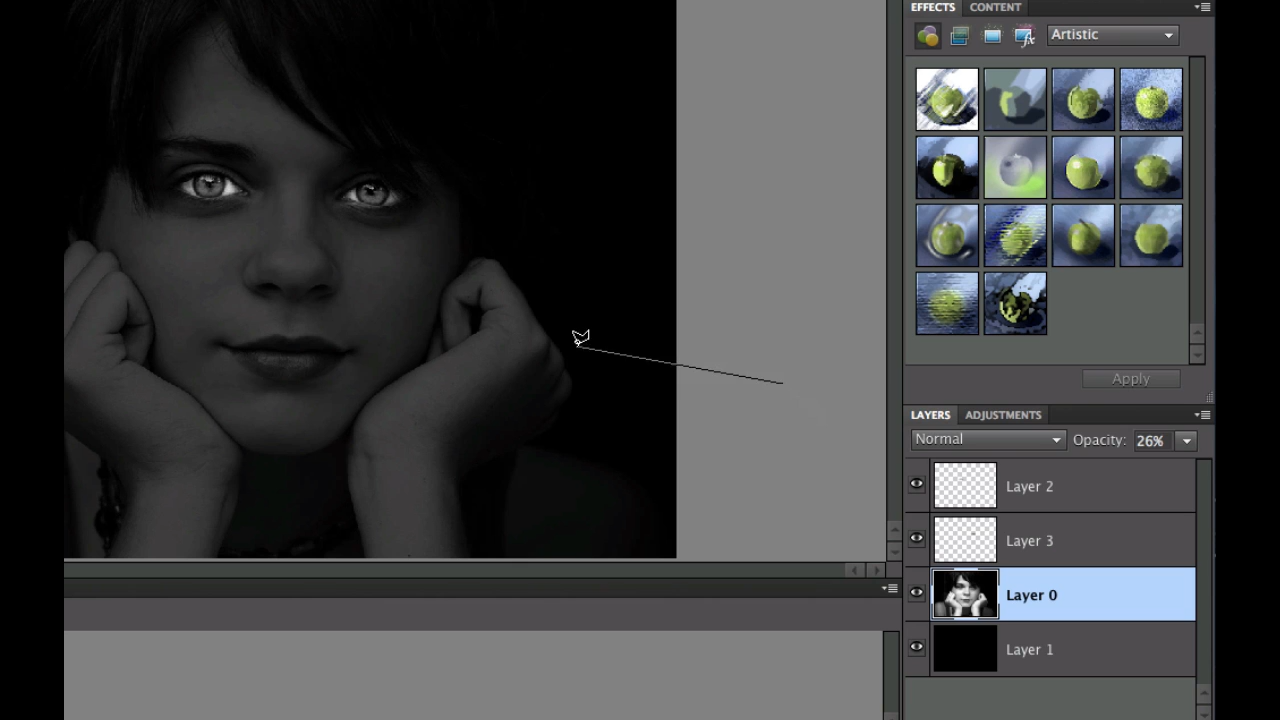 EFFECTS CONTENT
Artistic
Apply
LAYERS ADJUSTMENTS
Normal Opacity: 26%
Layer 2
Layer 3
Layer 0
Layer 1